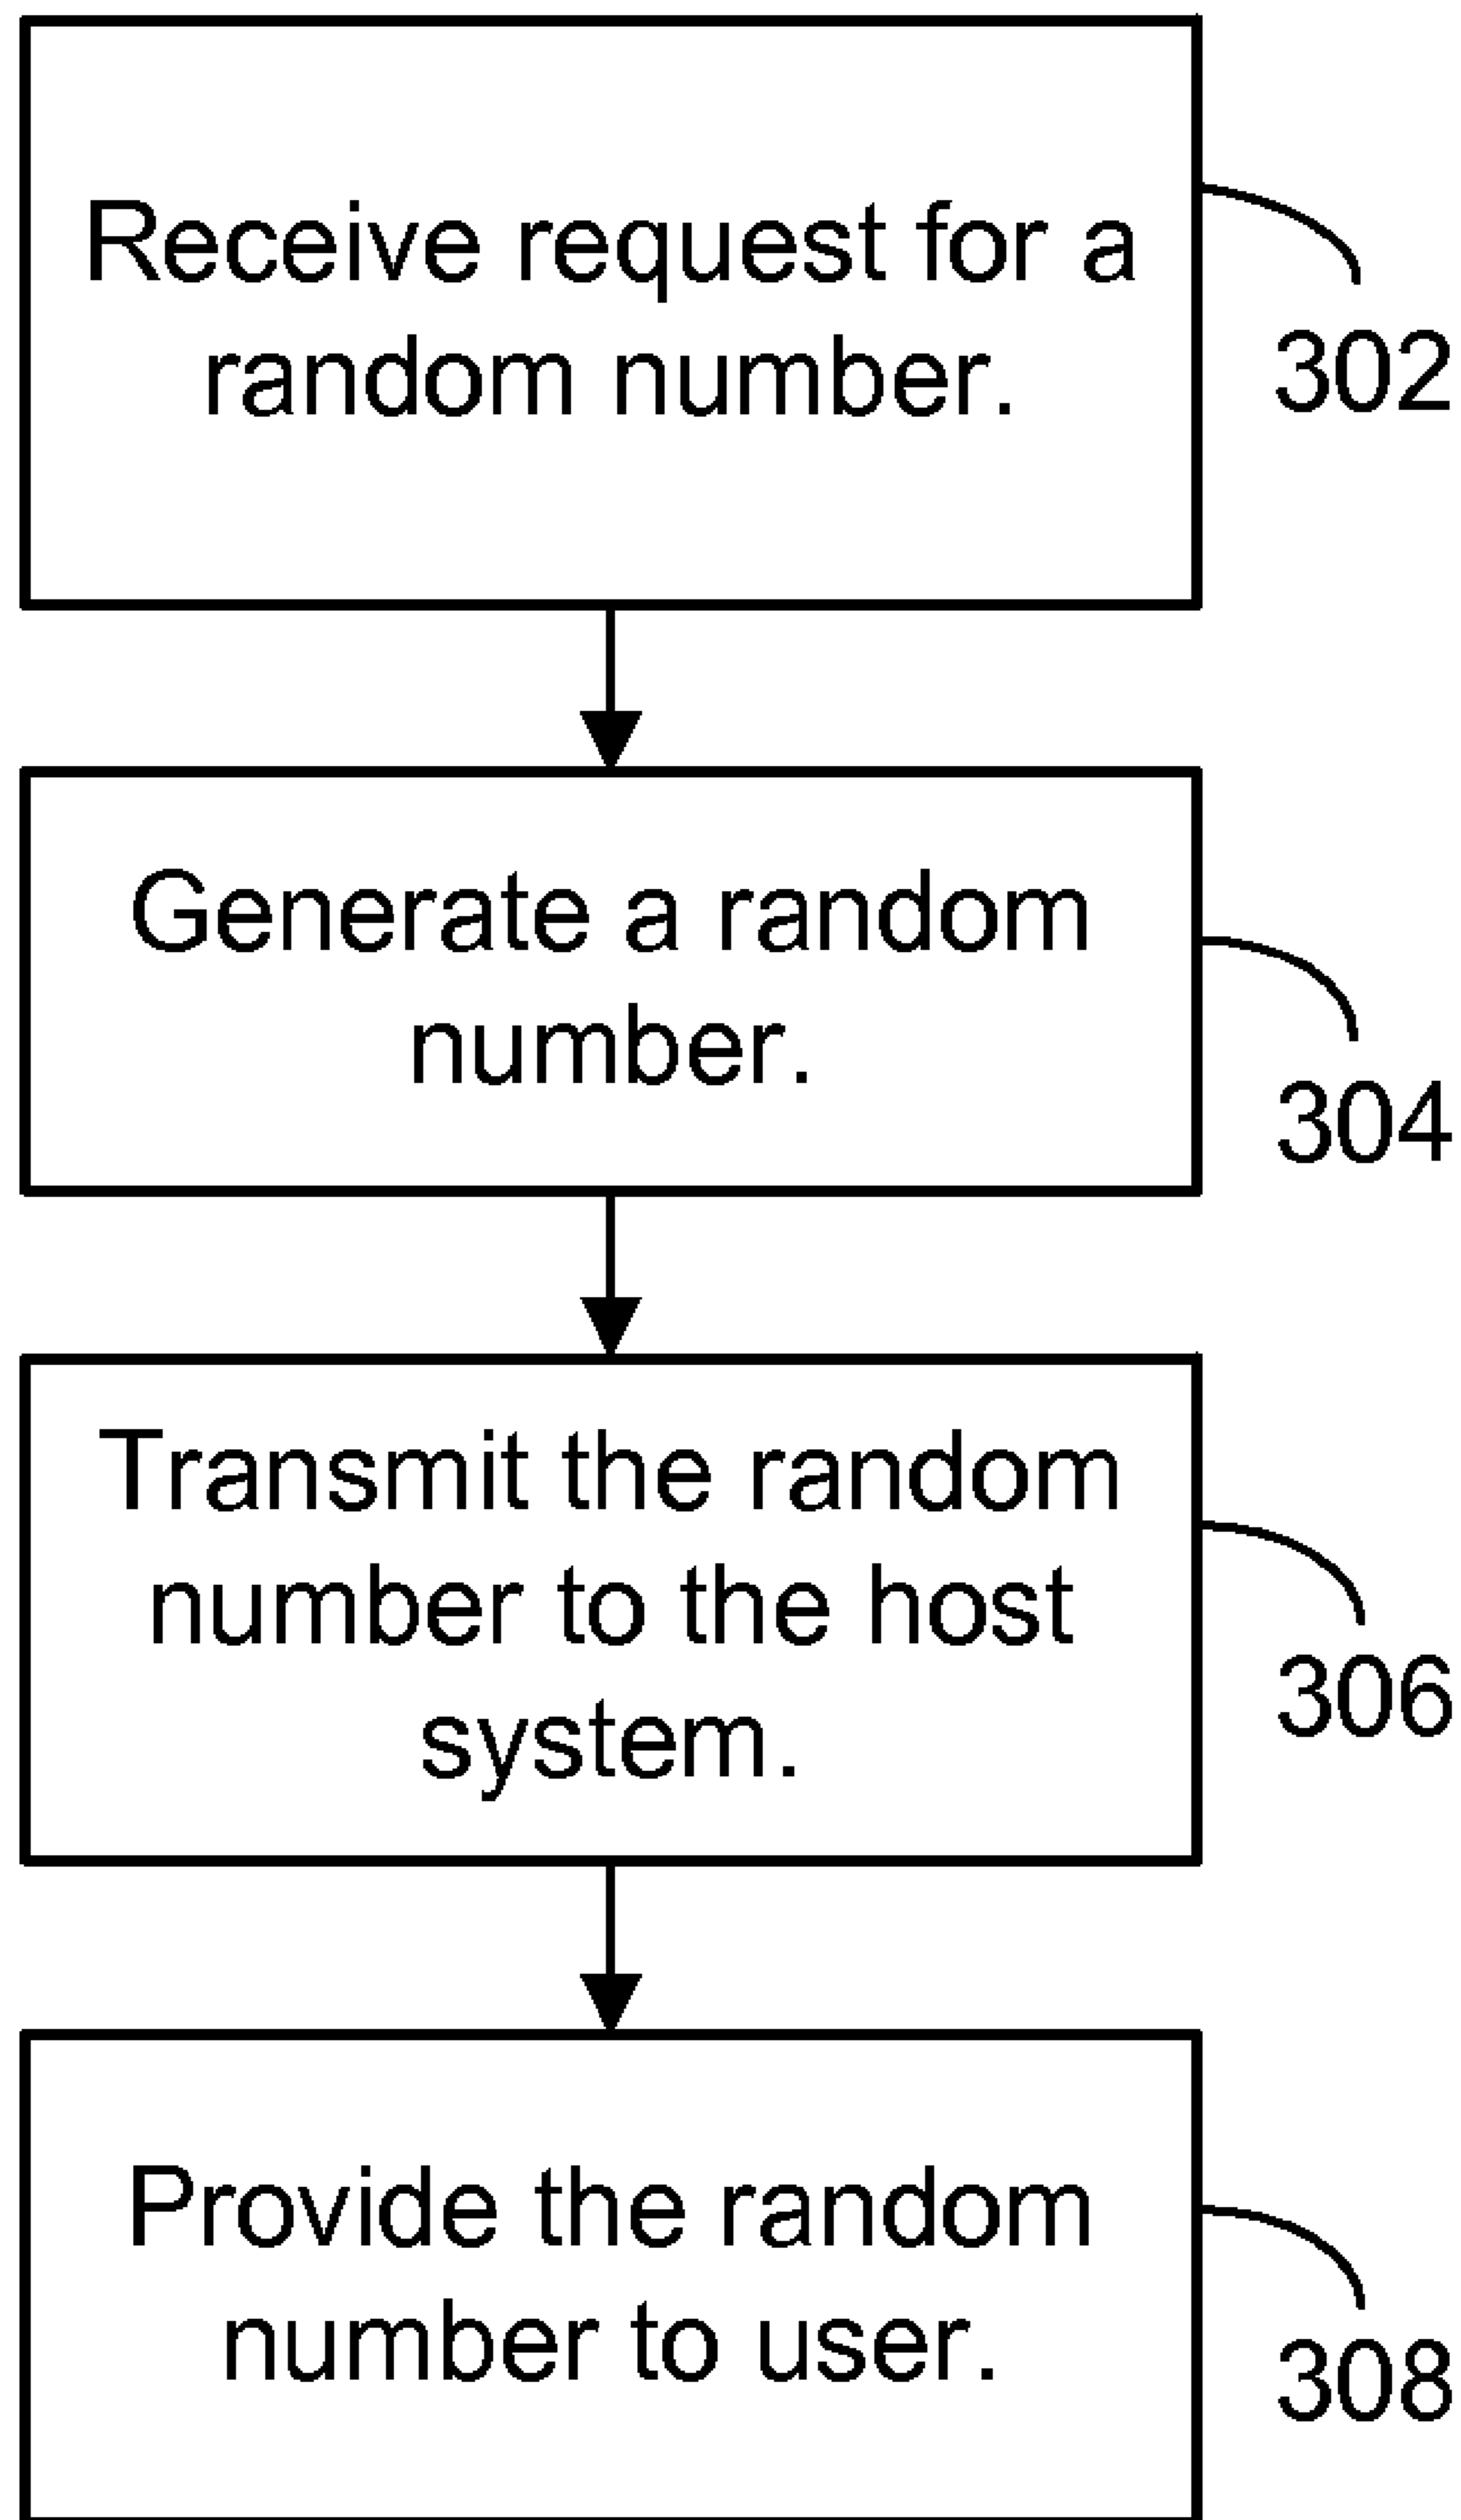 Receive request for a
random number.
302
Generate a random
number.
304
Transmit the random
number to the host
system.
306
Provide the random
number to user.
308